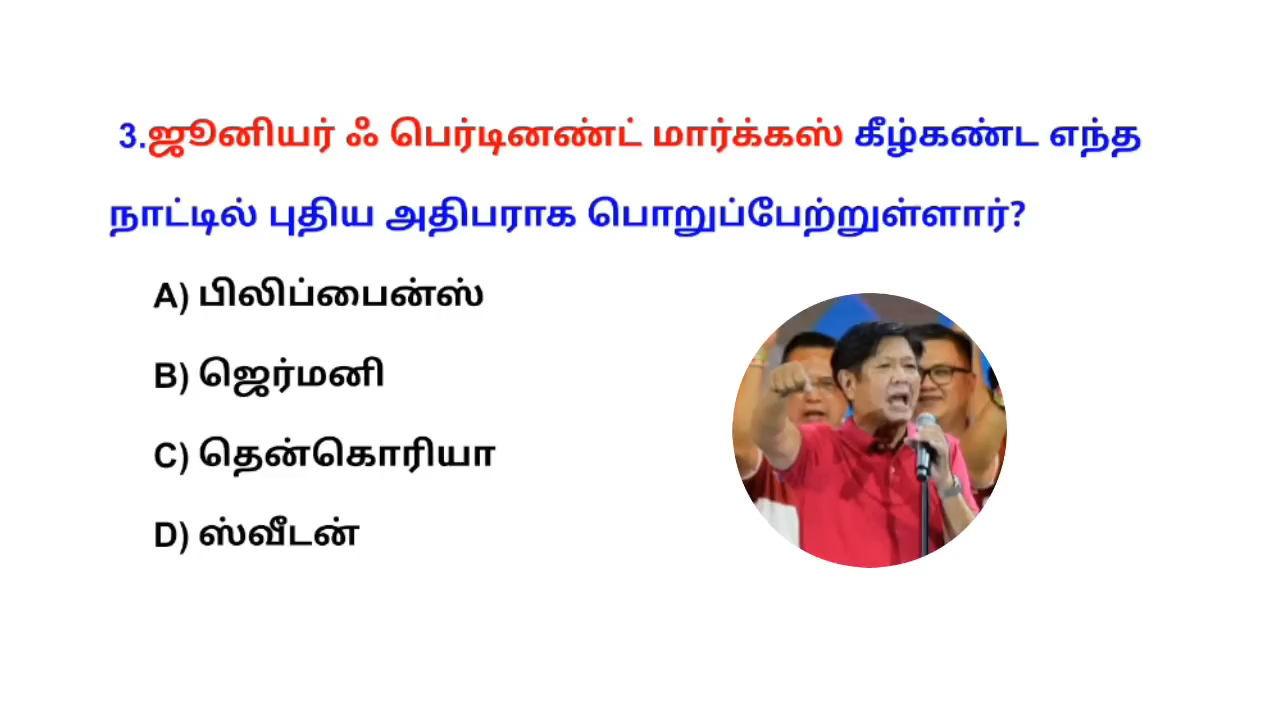 3.ஜூனியர் ஃ பெர்டினண்ட் மார்க்கஸ் கீழ்கண்ட எந்த
நாட்டில் புதிய அதிபராக பொறுப்பேற்றுள்ளார்?
A) பிலிப்பைன்ஸ்
B) ஜெர்மனி
C) தென்கொரியா
D) ஸ்வீடன்